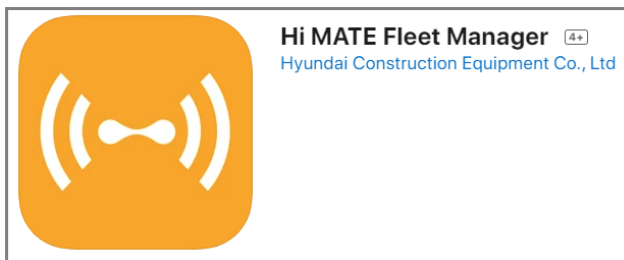 Hi MATE Fleet Manager 4+
Hyundai Construction Equipment Co., Ltd